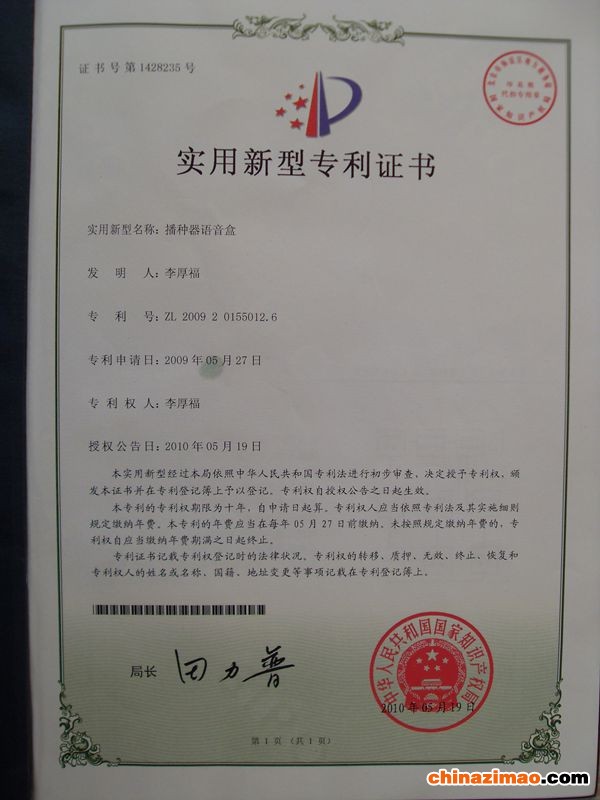 证书号第1428235号
实用新型专利证书
实用新型名称：播种器语音盒
发明人：李厚福
专利号：ZL 2009 2 0155012.6
专利申请日：2009年05月27日
专利权人：李厚福
授权公告日：2010年05月19日
本实用新型经过本局依照中华人民共和国专利法进行初步审查，决定授予专利权，颁
发本证书并在专利登记簿上予以登记。专利权自授权公告之日起生效。
本专利的专利权期限为十年，自申请日起算。专利权人应当依照专利法及其实施细则
规定缴纳年费。本专利的年费应当在每年05月27日前缴纳。未按照规定缴纳年费的，专
利权自应当缴纳年费期满之日起终止。
专利证书记载专利权登记时的法律状况。专利权的转移、质押、无效、终止、恢复和
专利权人的姓名或名称、国籍、地址变更等事项记载在专利登记簿上。
局长 田力普
中华人民共和国国家知识产权局
2010年05月19日
第1页（共1页）
chinazimao.com